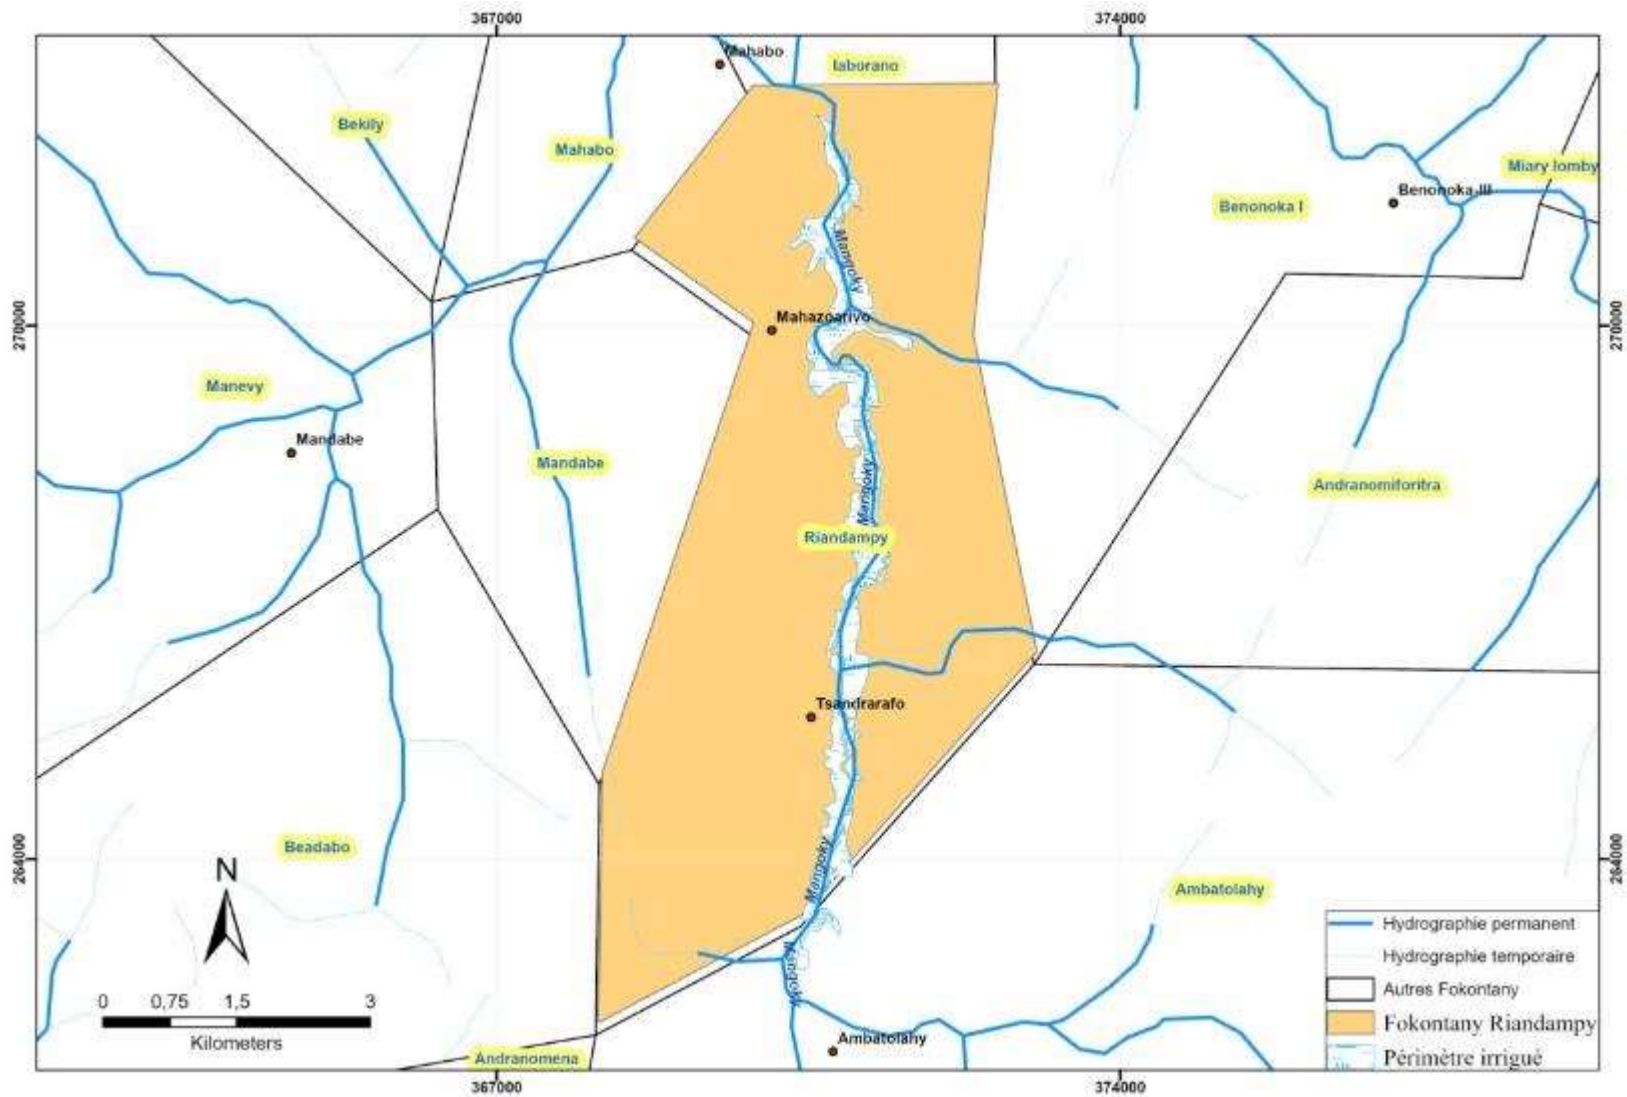 367000
374000
Mahabo
Iaborano
Bekily
Mahabo
Miary lomby
Benonoka III
Benonoka I
Mangoky
270000
Mahazoarivo
270000
Manevy
Mandabe
Mandabe
Mangoky
Andranomiforitra
Riandampy
Tsandrarafo
Beadabo
264000
Mangoky
264000
N
Ambatolahy
Hydrographie permanent
Hydrographie temporaire
Autres Fokontany
Fokontany Riandampy
Périmètre irrigué
Mangoky
0 0,75 1,5 3
Kilometers
Ambatolahy
Andranomena
367000
374000